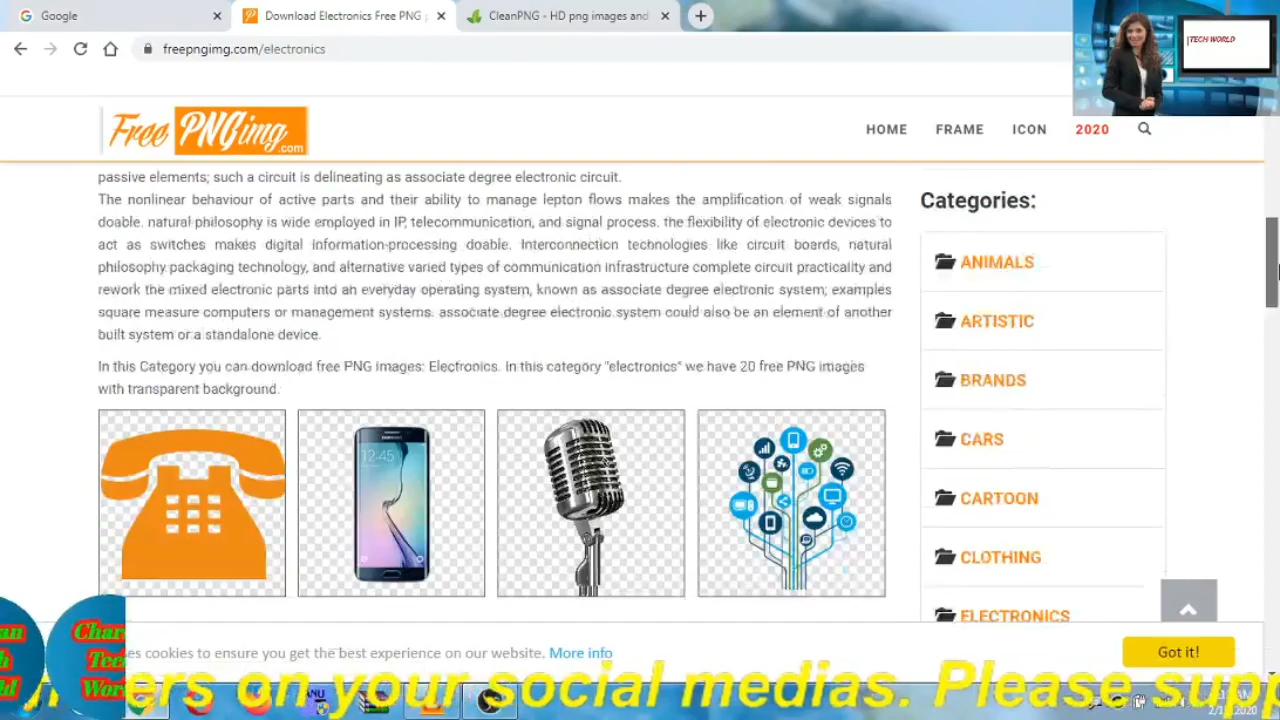 Google
Download Electronics Free PNG
CleanPNG - HD png images and
freepngimg.com/electronics
TECH WORLD
Free PNGimg .com
HOME FRAME ICON 2020
passive elements; such a circuit is delineating as associate degree electronic circuit.
The nonlinear behaviour of active parts and their ability to manage lepton flows makes the amplification of weak signals
doable. natural philosophy is wide employed in IP, telecommunication, and signal process. the flexibility of electronic devices to
act as switches makes digital information-processing doable. Interconnection technologies like circuit boards, natural
philosophy packaging technology, and alternative varied types of communication infrastructure complete circuit practicality and
rework the mixed electronic parts into an everyday operating system, known as associate degree electronic system; examples
square measure computers or management systems. associate degree electronic system could also be an element of another
built system or a standalone device.
In this Category you can download free PNG images: Electronics. In this category "electronics" we have 20 free PNG images
with transparent background.
SAMSUNG
12:45
Categories:
ANIMALS
ARTISTIC
BRANDS
CARS
CARTOON
CLOTHING
ELECTRONICS
es cookies to ensure you get the best experience on our website. More info
Got it!
Char
Tec
Wor
ers on your social medias. Please supp